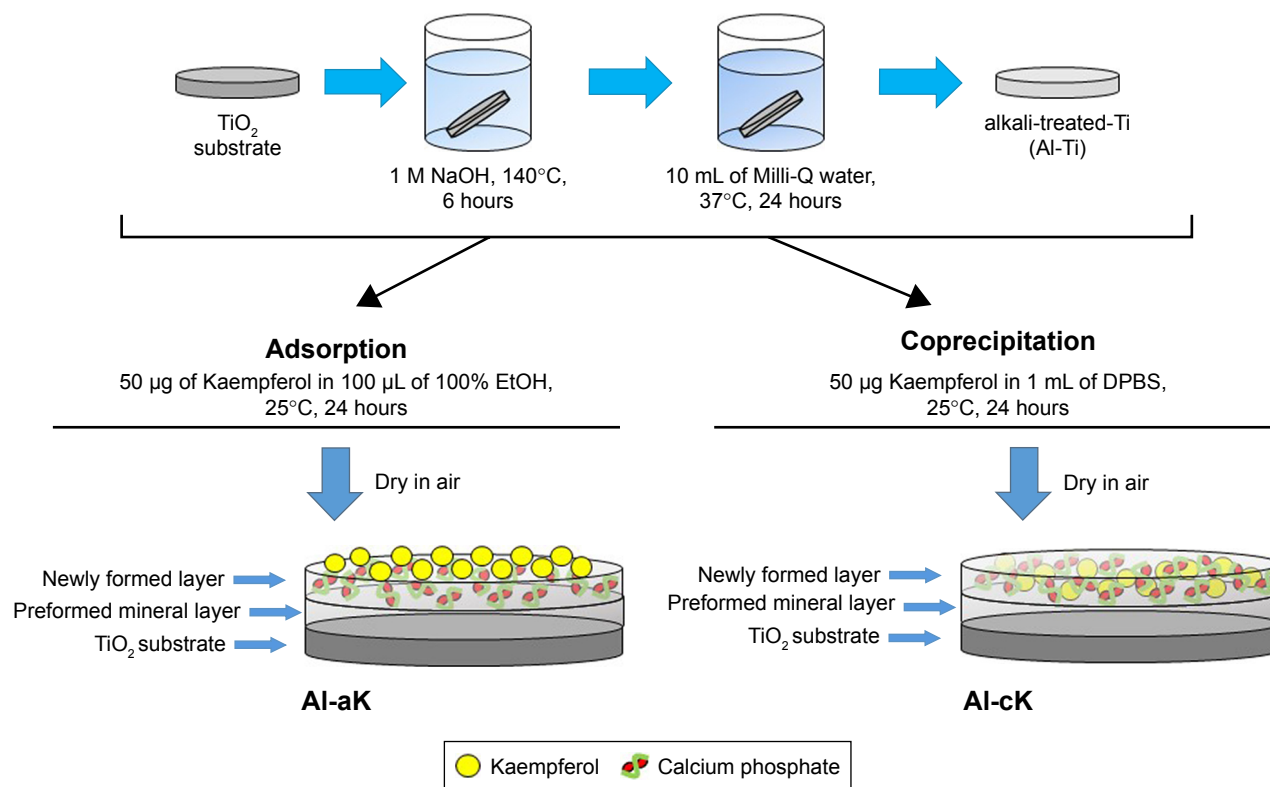 TiO2
substrate
1 M NaOH, 140°C,
6 hours
10 mL of Milli-Q water,
37°C, 24 hours
alkali-treated-Ti
(Al-Ti)
Adsorption
50 µg of Kaempferol in 100 µL of 100% EtOH,
25°C, 24 hours
Dry in air
Newly formed layer
Preformed mineral layer
TiO2 substrate
Al-aK
Coprecipitation
50 µg Kaempferol in 1 mL of DPBS,
25°C, 24 hours
Dry in air
Newly formed layer
Preformed mineral layer
TiO2 substrate
Al-cK
Kaempferol Calcium phosphate